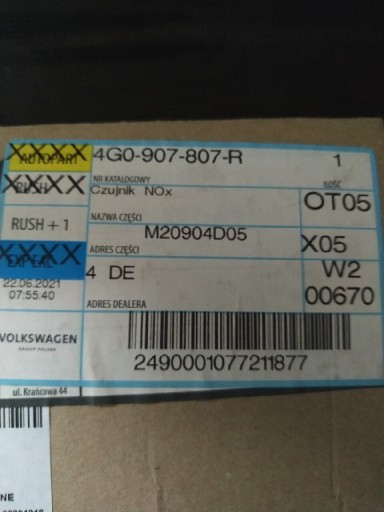 XXXX 4G0-907-807-R 1
AUTOPART
NR KATALOGOWY IŁOŚĆ
XXXX Czujnik NOx OT05
RUSH
NAZWA CZĘŚCI
RUSH + 1
M20904D05
XXXX ADRES CZĘŚCI X05
4 DE W2
22.06.2021
07:55:40
ADRES DEALERA 00670
VOLKSWAGEN
GROUP POLSKA
2490001077211877
ul. Krańcowa 44
NE